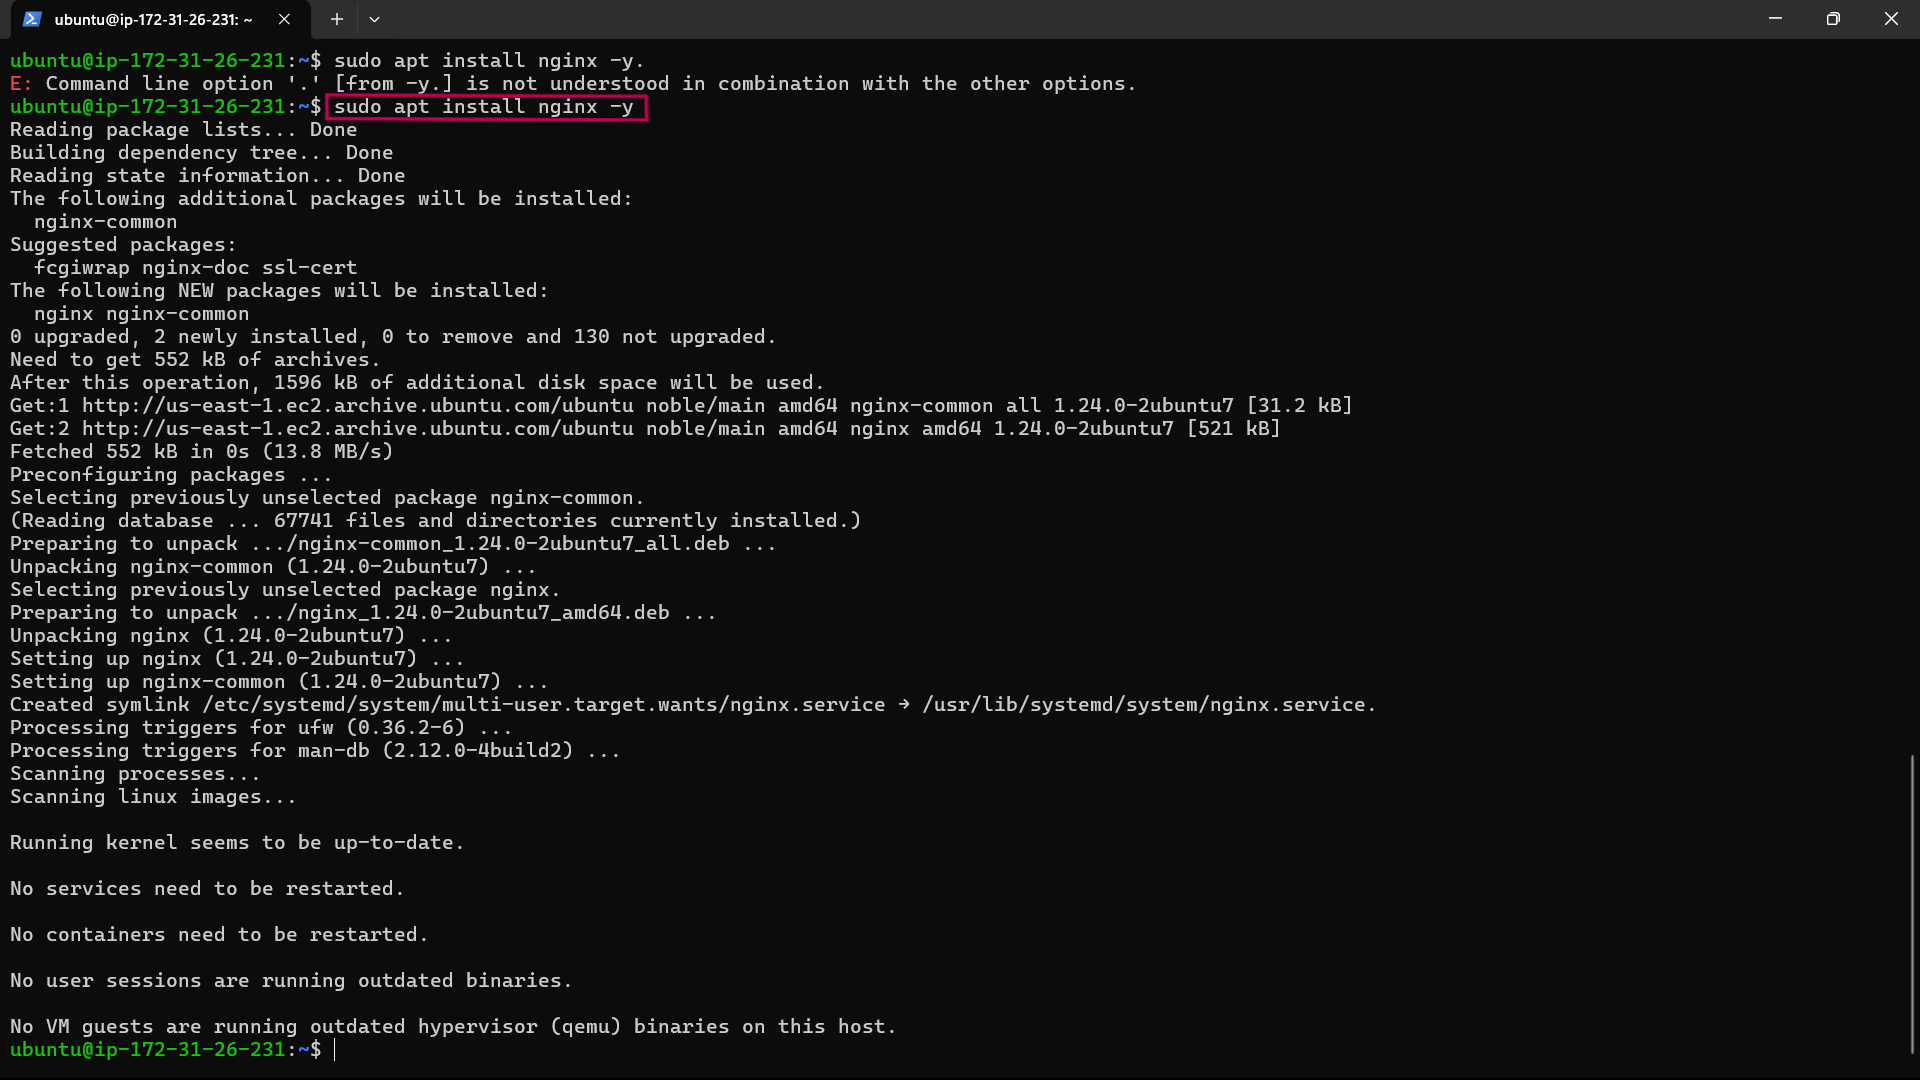 ubuntu@ip-172-31-26-231: ~
ubuntu@ip-172-31-26-231:~$ sudo apt install nginx -y.
E: Command line option '.' [from -y.] is not understood in combination with the other options.
ubuntu@ip-172-31-26-231:~$ sudo apt install nginx -y
Reading package lists... Done
Building dependency tree... Done
Reading state information... Done
The following additional packages will be installed:
  nginx-common
Suggested packages:
  fcgiwrap nginx-doc ssl-cert
The following NEW packages will be installed:
  nginx nginx-common
0 upgraded, 2 newly installed, 0 to remove and 130 not upgraded.
Need to get 552 kB of archives.
After this operation, 1596 kB of additional disk space will be used.
Get:1 http://us-east-1.ec2.archive.ubuntu.com/ubuntu noble/main amd64 nginx-common all 1.24.0-2ubuntu7 [31.2 kB]
Get:2 http://us-east-1.ec2.archive.ubuntu.com/ubuntu noble/main amd64 nginx amd64 1.24.0-2ubuntu7 [521 kB]
Fetched 552 kB in 0s (13.8 MB/s)
Preconfiguring packages ...
Selecting previously unselected package nginx-common.
(Reading database ... 67741 files and directories currently installed.)
Preparing to unpack .../nginx-common_1.24.0-2ubuntu7_all.deb ...
Unpacking nginx-common (1.24.0-2ubuntu7) ...
Selecting previously unselected package nginx.
Preparing to unpack .../nginx_1.24.0-2ubuntu7_amd64.deb ...
Unpacking nginx (1.24.0-2ubuntu7) ...
Setting up nginx (1.24.0-2ubuntu7) ...
Setting up nginx-common (1.24.0-2ubuntu7) ...
Created symlink /etc/systemd/system/multi-user.target.wants/nginx.service → /usr/lib/systemd/system/nginx.service.
Processing triggers for ufw (0.36.2-6) ...
Processing triggers for man-db (2.12.0-4build2) ...
Scanning processes...
Scanning linux images...
Running kernel seems to be up-to-date.
No services need to be restarted.
No containers need to be restarted.
No user sessions are running outdated binaries.
No VM guests are running outdated hypervisor (qemu) binaries on this host.
ubuntu@ip-172-31-26-231:~$